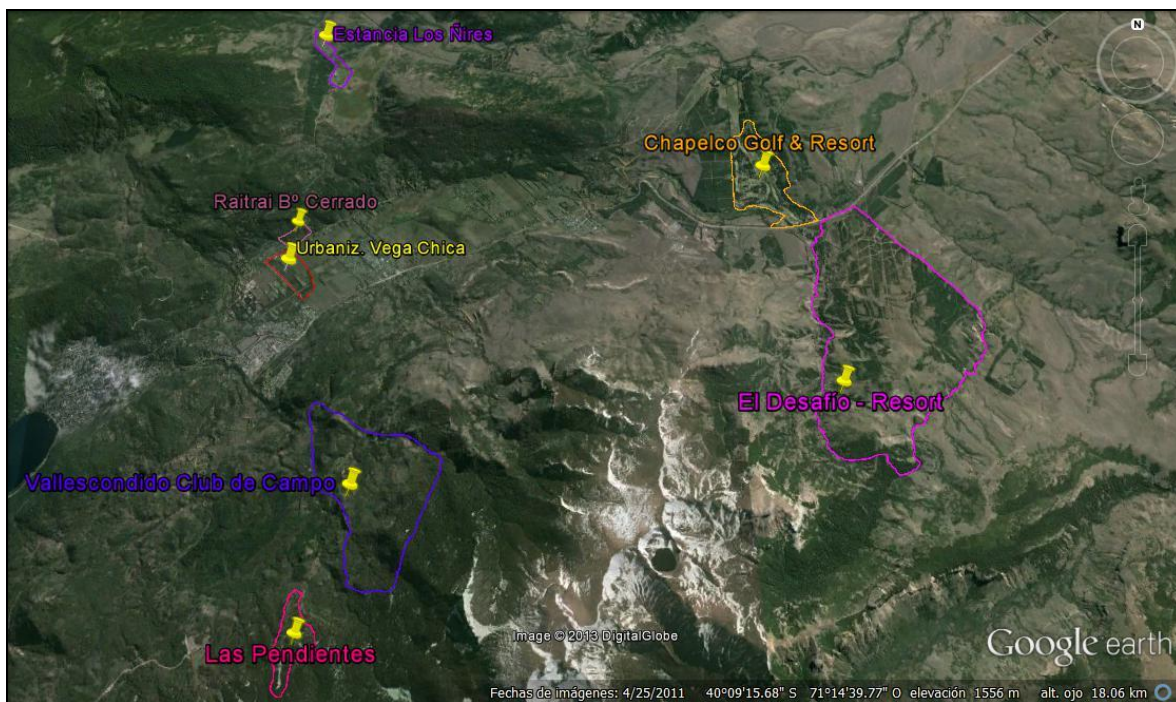 N
Estancia Los Ñires
Chapelco Golf & Resort
Raitrai Bº Cerrado
Urbaniz. Vega Chica
El Desafío - Resort
Vallescondido Club de Campo
Las Pendientes
Image © 2013 DigitalGlobe
Google earth
Fechas de imágenes: 4/25/2011 40°09'15.68" S 71°14'39.77" O elevación 1556 m alt. ojo 18.06 km